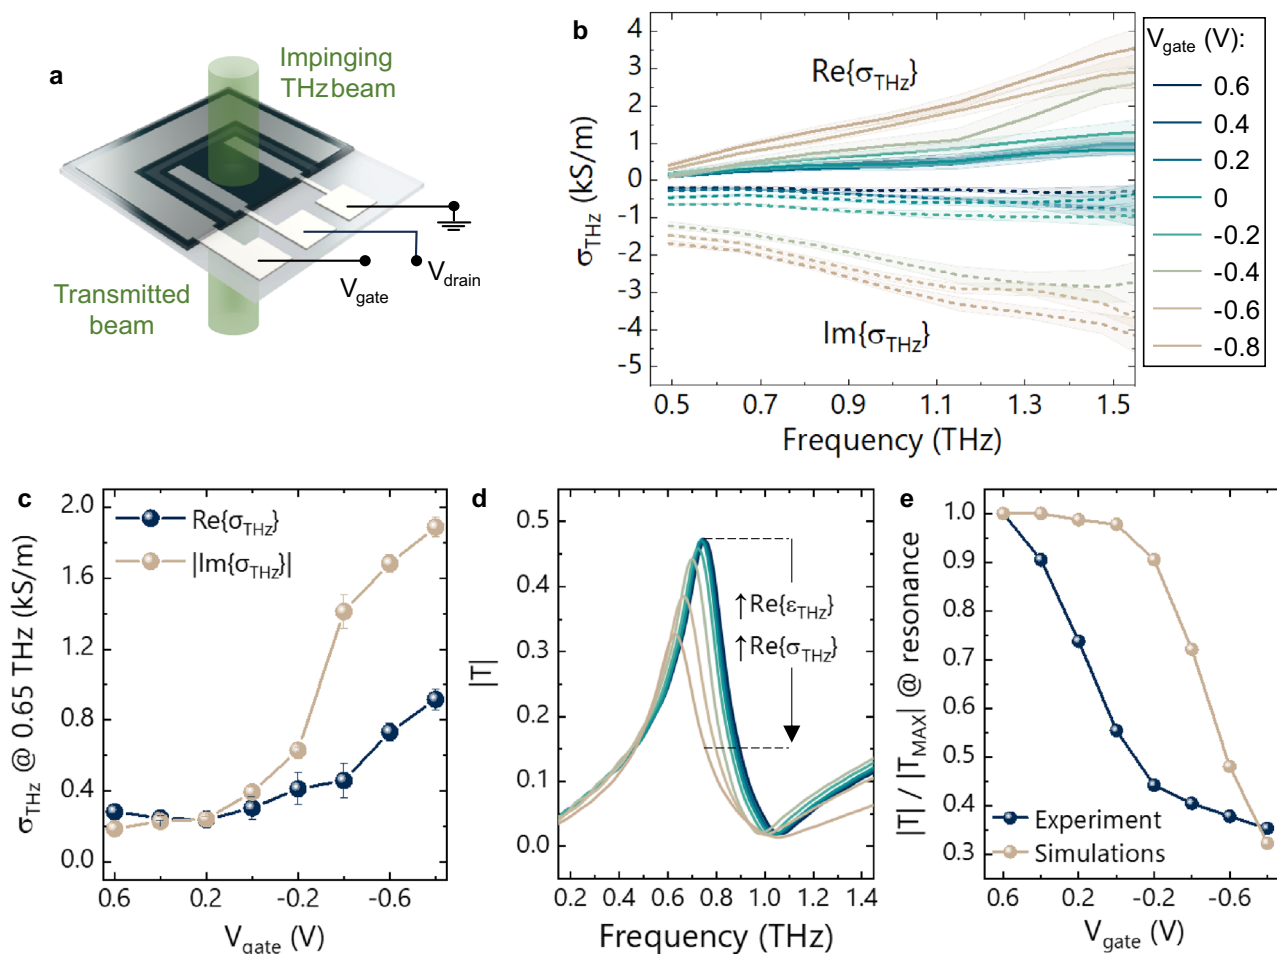 a
Impinging
THz beam
Transmitted
beam
V_gate
V_drain
b
Re{σ_THz}
Im{σ_THz}
σ_THz (kS/m)
4
3
2
1
0
-1
-2
-3
-4
-5
0.5 0.7 0.9 1.1 1.3 1.5
Frequency (THz)
V_gate (V):
0.6
0.4
0.2
0
-0.2
-0.4
-0.6
-0.8
c
Re{σ_THz}
|Im{σ_THz}|
σ_THz @ 0.65 THz (kS/m)
2.0
1.6
1.2
0.8
0.4
0.0
0.6 0.2 -0.2 -0.6
V_gate (V)
d
|T|
0.5
0.4
0.3
0.2
0.1
0.0
↑Re{ε_THz}
↑Re{σ_THz}
0.2 0.4 0.6 0.8 1.0 1.2 1.4
Frequency (THz)
e
|T| / |T_MAX| @ resonance
1.0
0.9
0.8
0.7
0.6
0.5
0.4
0.3
Experiment
Simulations
0.6 0.2 -0.2 -0.6
V_gate (V)